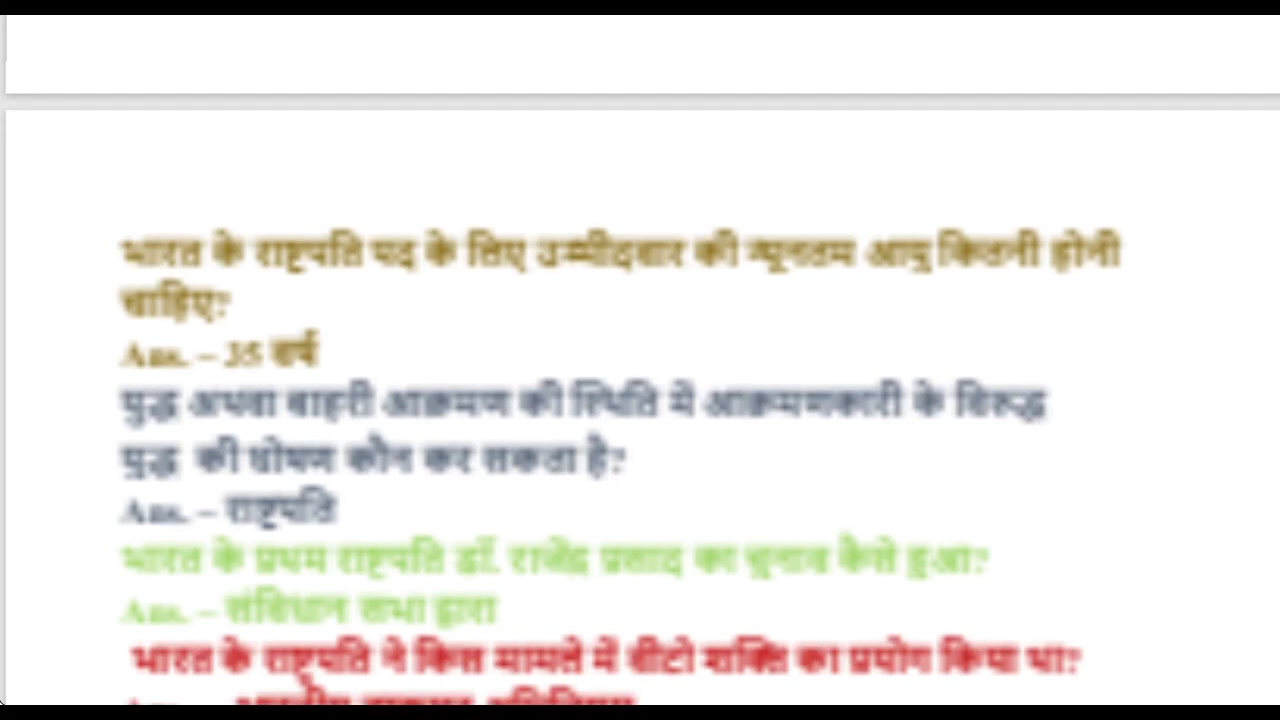 भारत के राष्ट्रपति पद के लिए उम्मीदवार की न्यूनतम आयु कितनी होनी
चाहिए?
Ans. – 35 वर्ष
युद्ध अथवा बाहरी आक्रमण की स्थिति में आक्रमणकारी के विरुद्ध
युद्ध की घोषण कौन कर सकता है?
Ans. – राष्ट्रपति
भारत के प्रथम राष्ट्रपति डॉ. राजेंद्र प्रसाद का चुनाव कैसे हुआ?
Ans. – संविधान सभा द्वारा
भारत के राष्ट्रपति ने किस मामले में वीटो शक्ति का प्रयोग किया था?